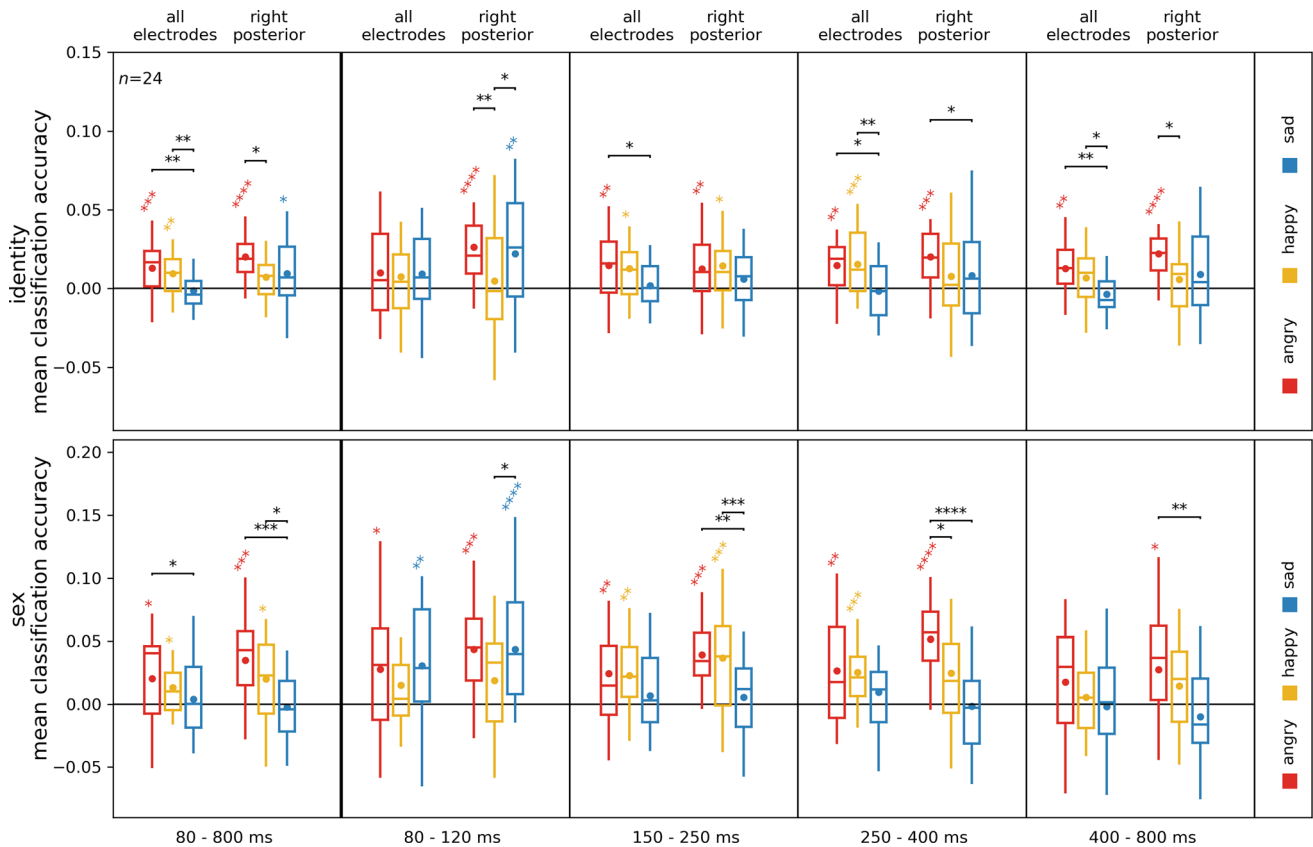 all electrodes right posterior all electrodes right posterior all electrodes right posterior all electrodes right posterior all electrodes right posterior
identity
mean classification accuracy
0.15
0.10
0.05
0.00
−0.05
n=24
** ** *
** *
*
* ** *
** * *
sad
happy
angry
sex
mean classification accuracy
0.20
0.15
0.10
0.05
0.00
−0.05
* *** *
*
** ***
* ****
**
sad
happy
angry
80 - 800 ms 80 - 120 ms 150 - 250 ms 250 - 400 ms 400 - 800 ms